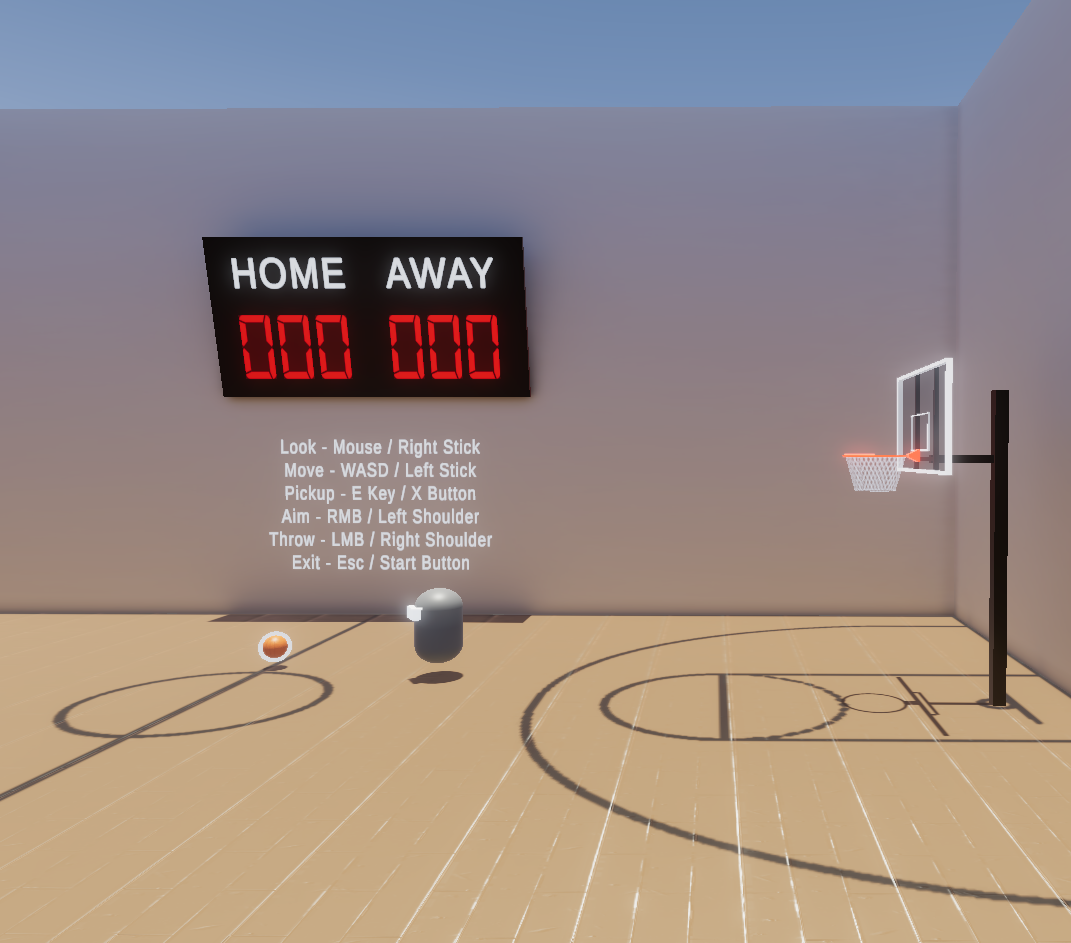 HOME AWAY
000 000
Look - Mouse / Right Stick
Move - WASD / Left Stick
Pickup - E Key / X Button
Aim - RMB / Left Shoulder
Throw - LMB / Right Shoulder
Exit - Esc / Start Button